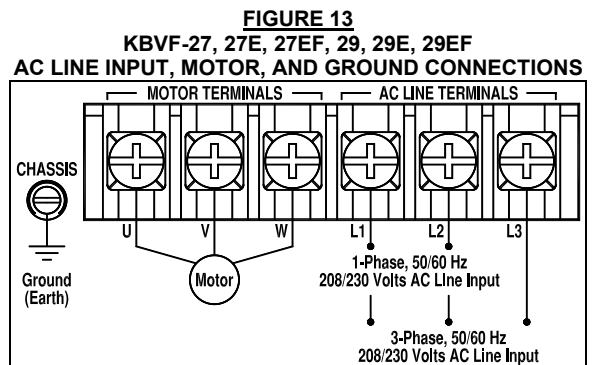 FIGURE 13
KBVF-27, 27E, 27EF, 29, 29E, 29EF
AC LINE INPUT, MOTOR, AND GROUND CONNECTIONS
MOTOR TERMINALS
AC LINE TERMINALS
CHASSIS
U
V
W
L1
L2
L3
Ground
(Earth)
Motor
1-Phase, 50/60 Hz
208/230 Volts AC Line Input
3-Phase, 50/60 Hz
208/230 Volts AC Line Input